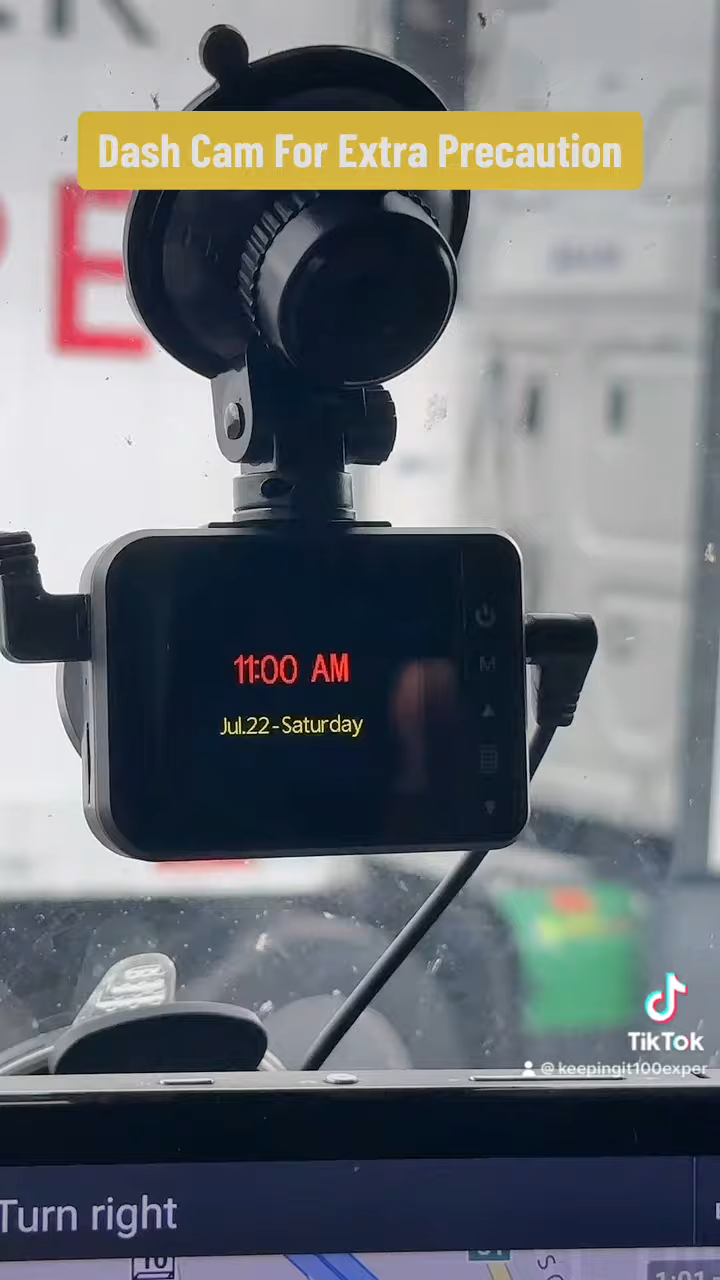 Dash Cam For Extra Precaution
E
11:00 AM
Jul.22-Saturday
M
TikTok
@keepingit100exper
Turn right